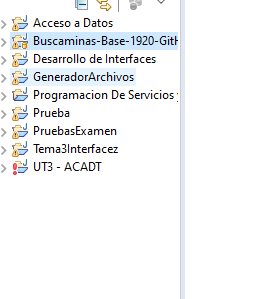 Acceso a Datos
Buscaminas-Base-1920-GitH
Desarrollo de Interfaces
GeneradorArchivos
Programacion De Servicios y
Prueba
PruebasExamen
Tema3Interfacez
UT3 - ACADT